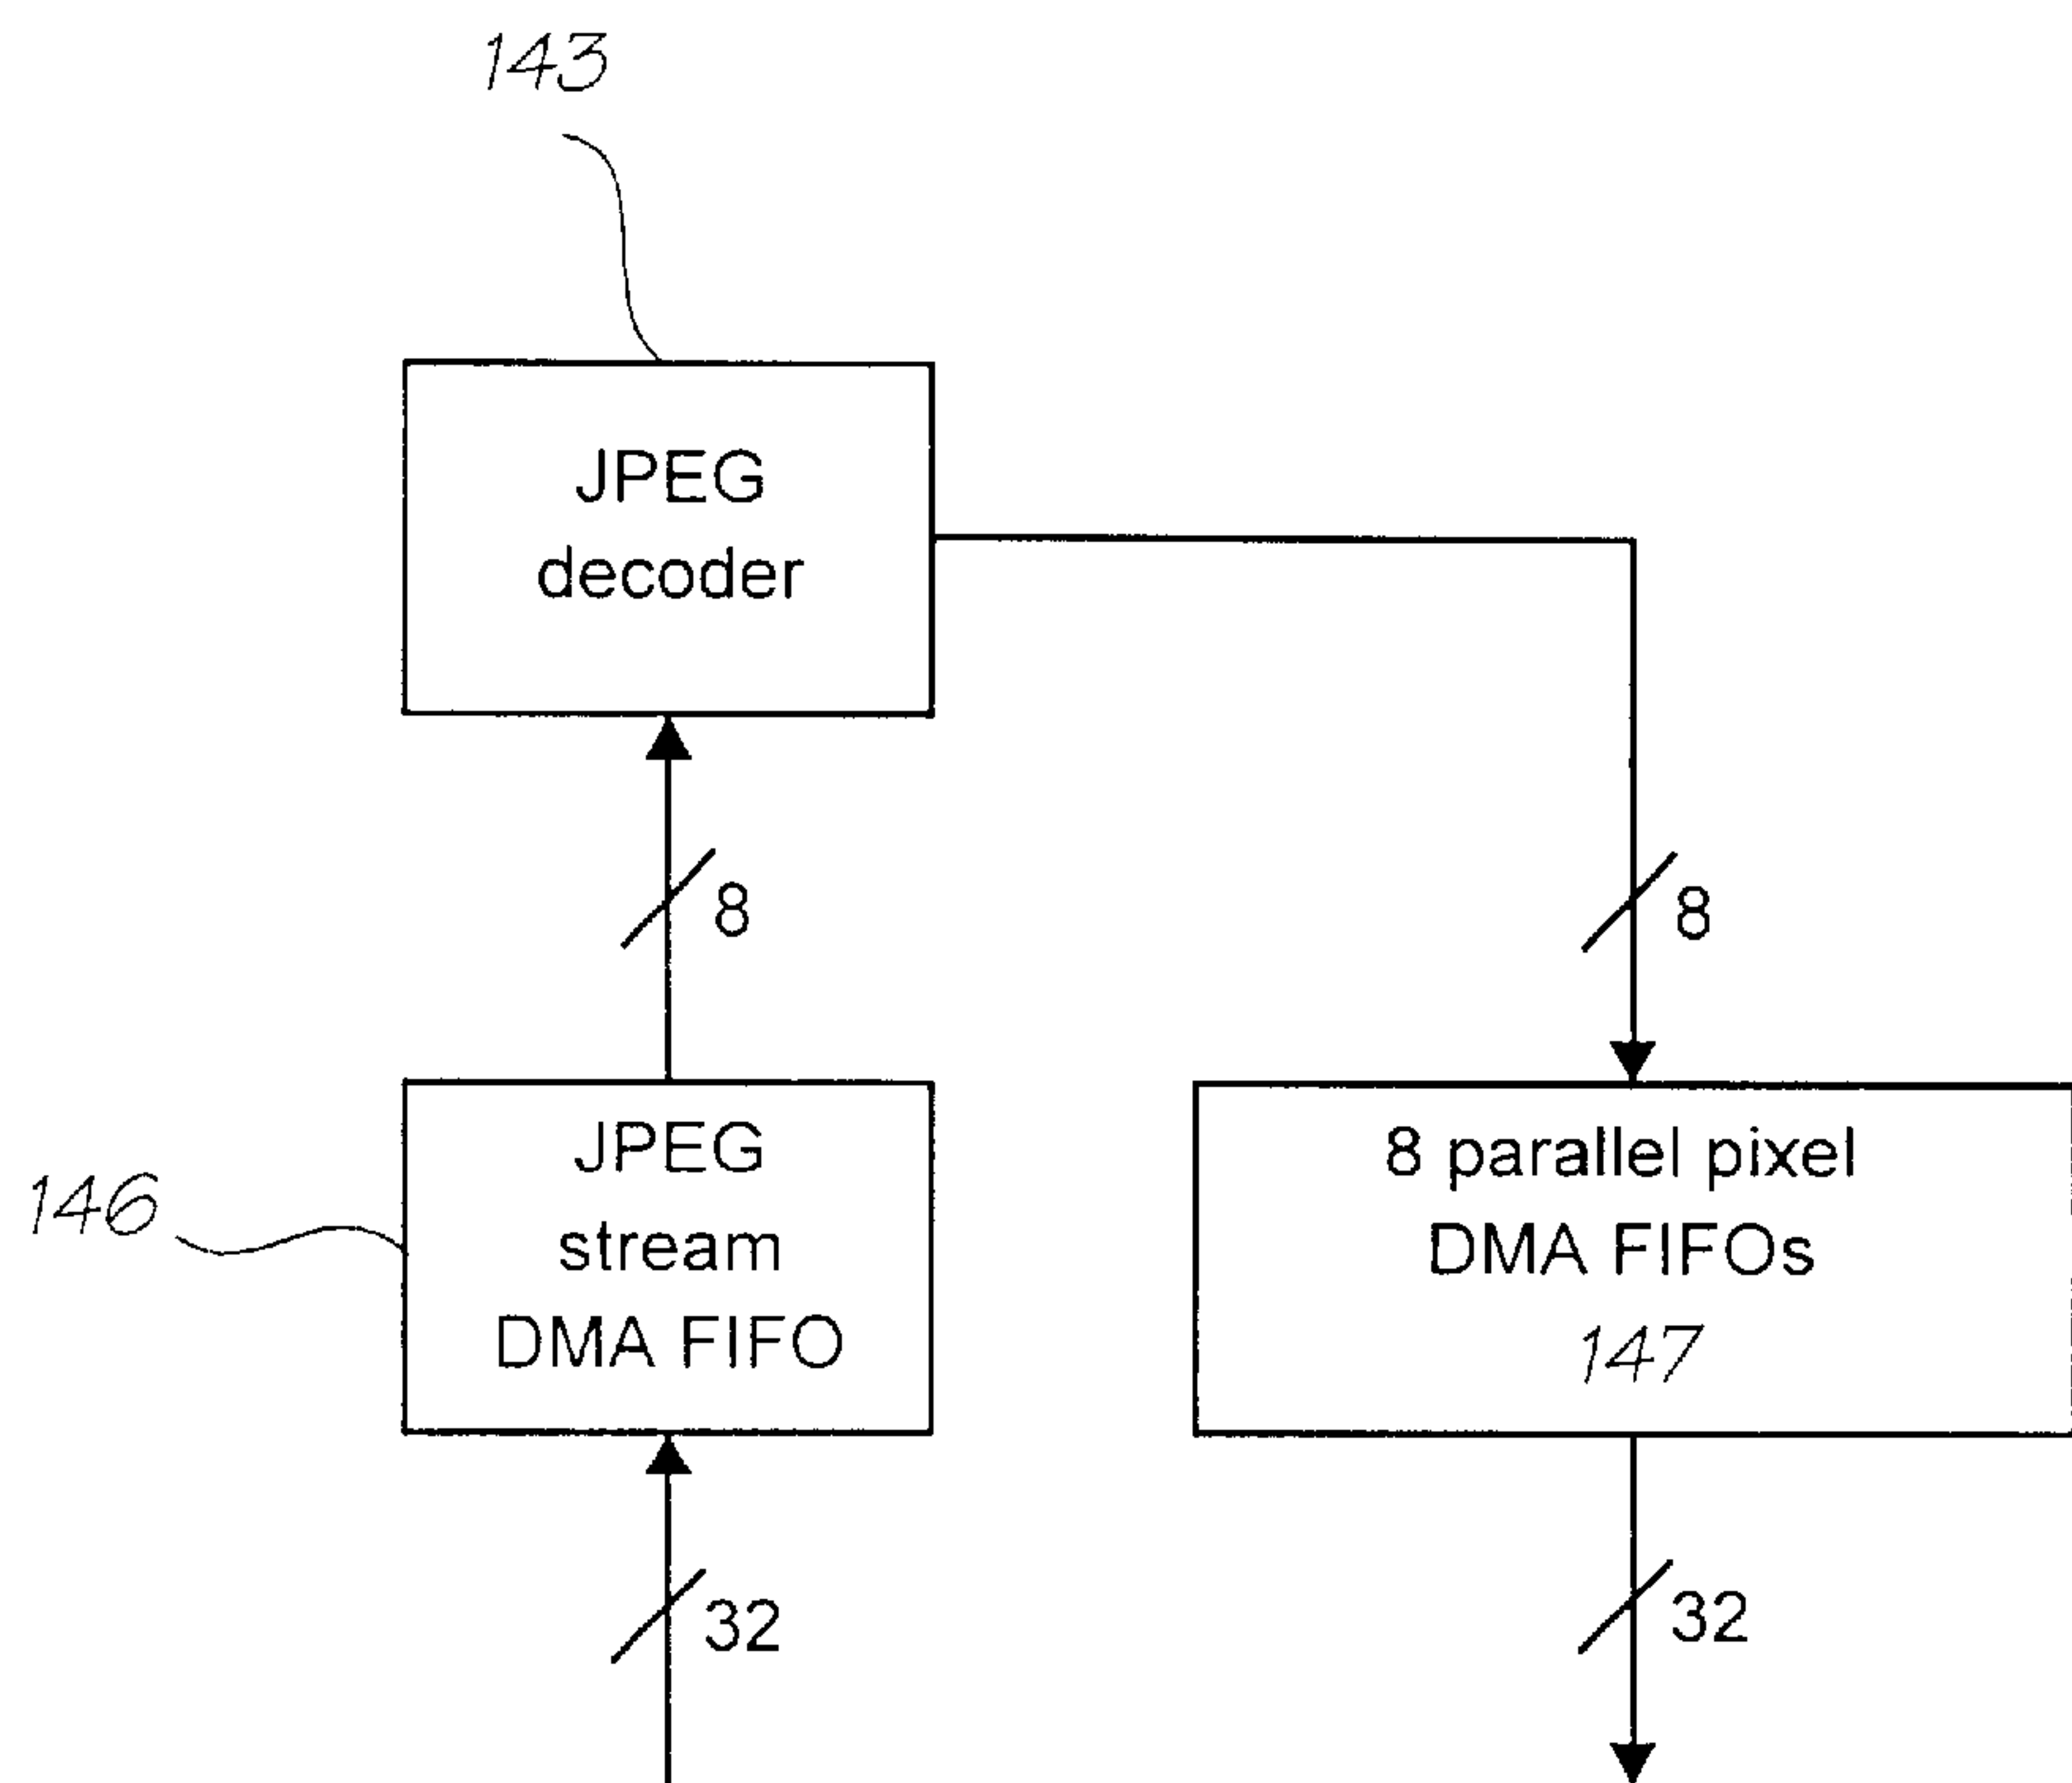 143
JPEG
decoder
8
8
JPEG
stream
DMA FIFO
146
8 parallel pixel
DMA FIFOs
147
32
32